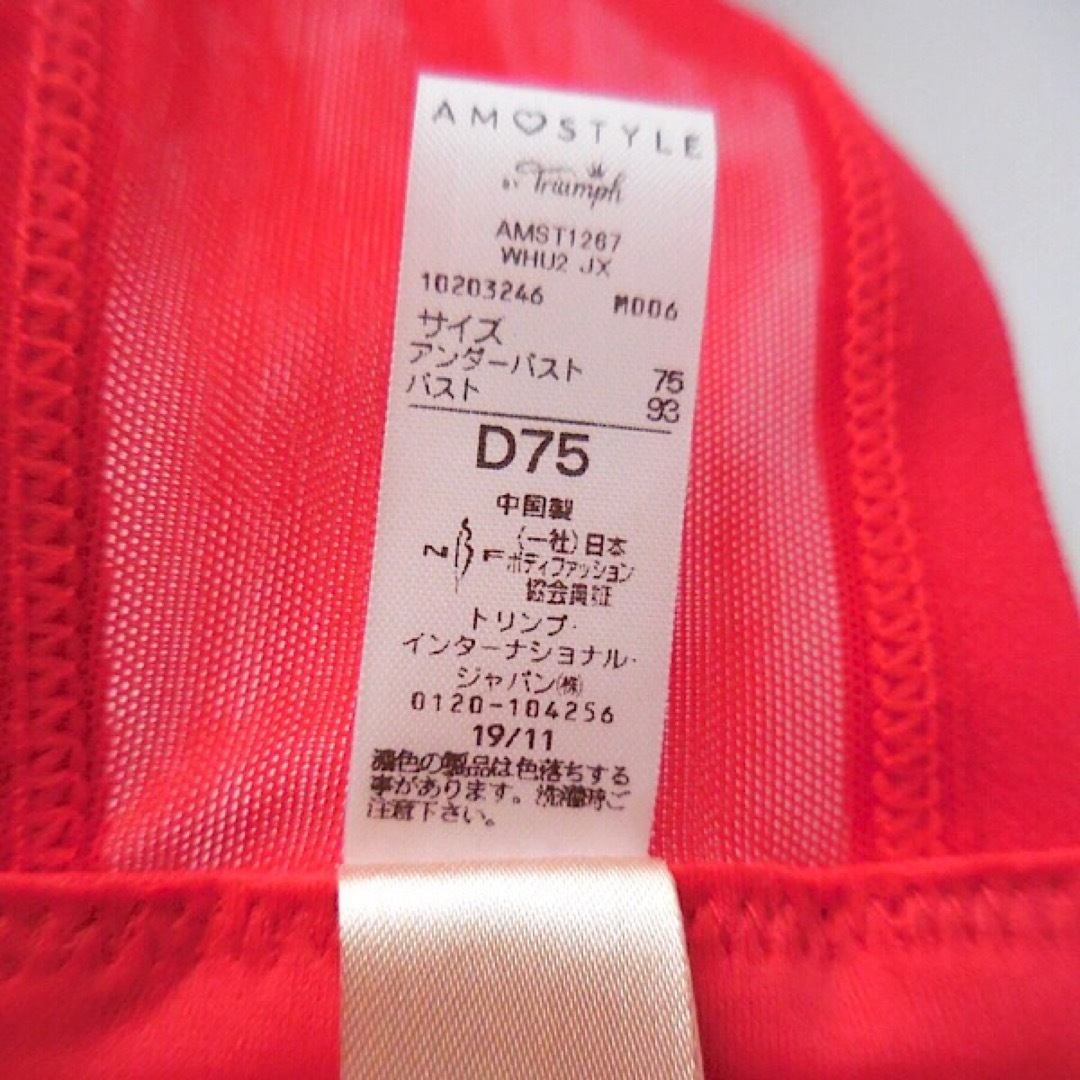 AMOSTYLE
BY Triumph
AMST1267
WHU2 JX
10203246 M006
サイズ
アンダーバスト 75
バスト 93
D75
中国製
NBF
(一社)日本
ボディファッション
協会員証
トリンプ・
インターナショナル・
ジャパン(株)
0120-104256
19/11
濃色の製品は色落ちする
事があります。洗濯時ご
注意下さい。